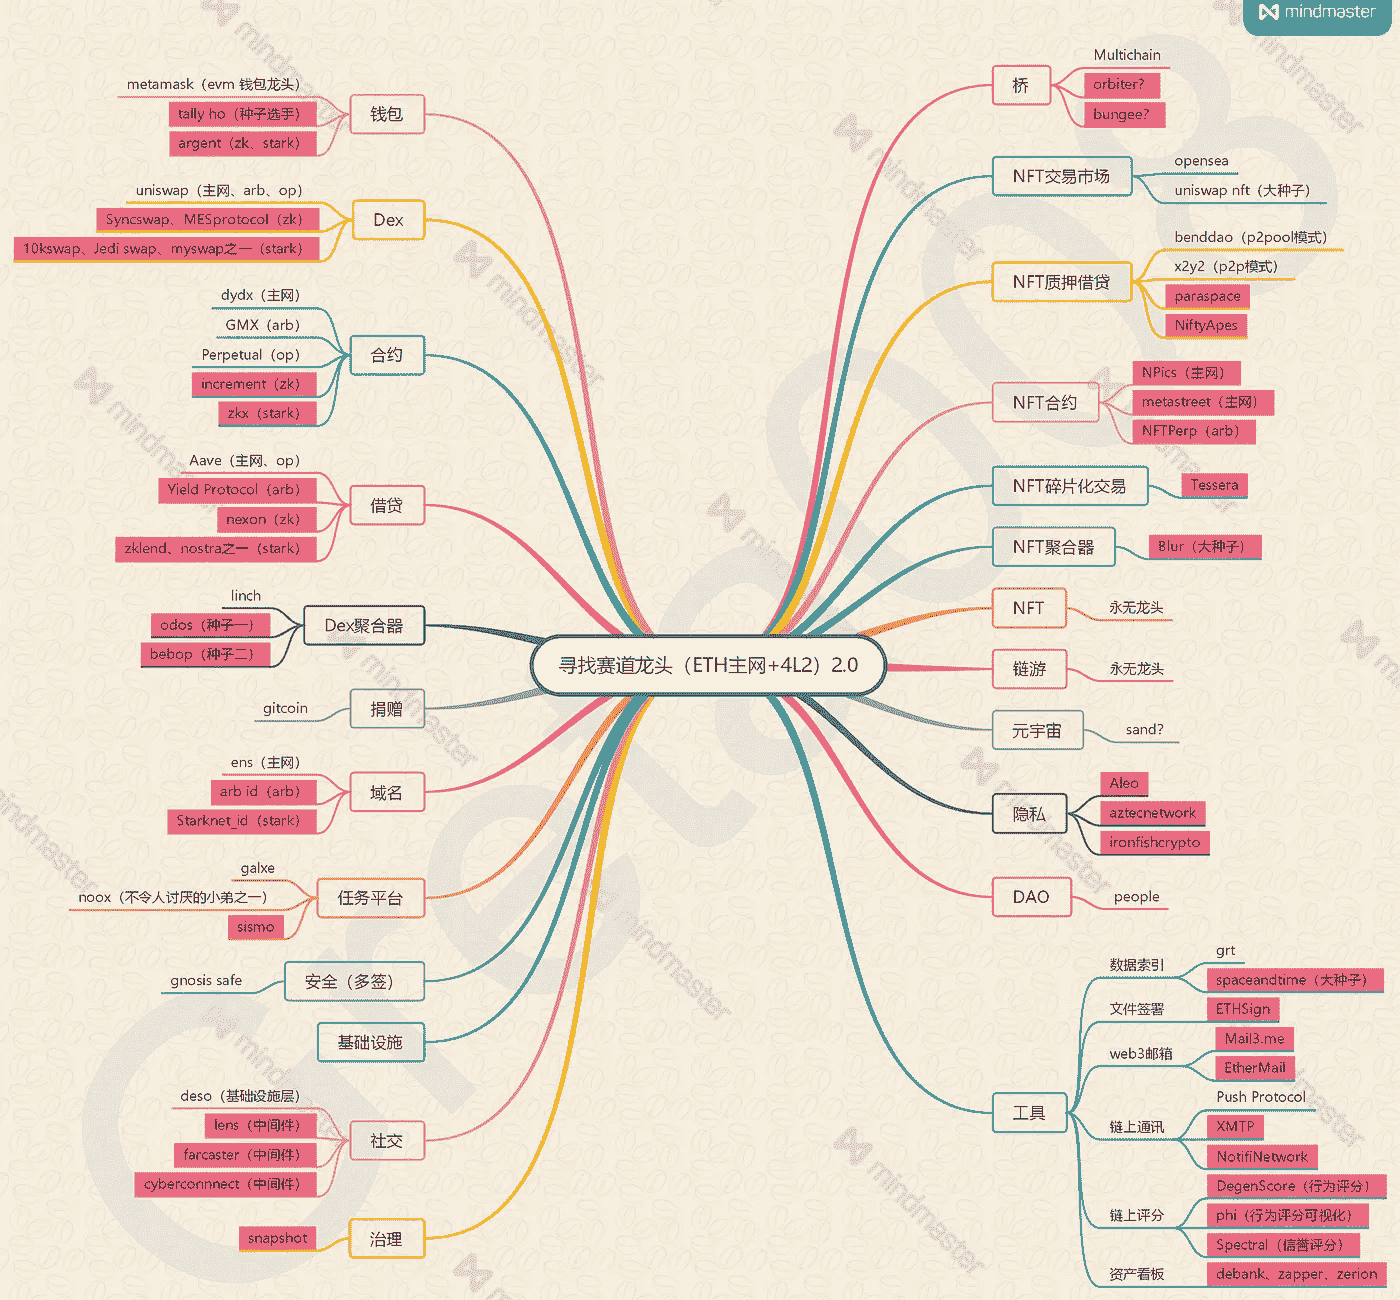 mindmaster
metamask（evm 钱包龙头）
tally ho（种子选手）
argent（zk、stark）
钱包
uniswap（主网、arb、op）
Syncswap、MESprotocol（zk）
10kswap、Jedi swap、myswap之一（stark）
Dex
dydx（主网）
GMX（arb）
Perpetual（op）
increment（zk）
zkx（stark）
合约
Aave（主网、op）
Yield Protocol（arb）
nexon（zk）
zklend、nostra之一（stark）
借贷
1inch
odos（种子一）
bebop（种子二）
Dex聚合器
gitcoin
捐赠
ens（主网）
arb id（arb）
Starknet_id（stark）
域名
galxe
noox（不令人讨厌的小弟之一）
sismo
任务平台
gnosis safe
安全（多签）
基础设施
deso（基础设施层）
lens（中间件）
farcaster（中间件）
cyberconnnect（中间件）
社交
snapshot
治理
寻找赛道龙头（ETH主网+4L2）2.0
桥
Multichain
orbiter?
bungee?
NFT交易市场
opensea
uniswap nft（大种子）
NFT质押借贷
benddao（p2pool模式）
x2y2（p2p模式）
paraspace
NiftyApes
NFT合约
NPics（主网）
metastreet（主网）
NFTPerp（arb）
NFT碎片化交易
Tessera
NFT聚合器
Blur（大种子）
NFT
永无龙头
链游
永无龙头
元宇宙
sand?
隐私
Aleo
aztecnetwork
ironfishcrypto
DAO
people
工具
数据索引
grt
spaceandtime（大种子）
文件签署
ETHSign
web3邮箱
Mail3.me
EtherMail
链上通讯
Push Protocol
XMTP
NotifiNetwork
链上评分
DegenScore（行为评分）
phi（行为评分可视化）
Spectral（信誉评分）
资产看板
debank、zapper、zerion